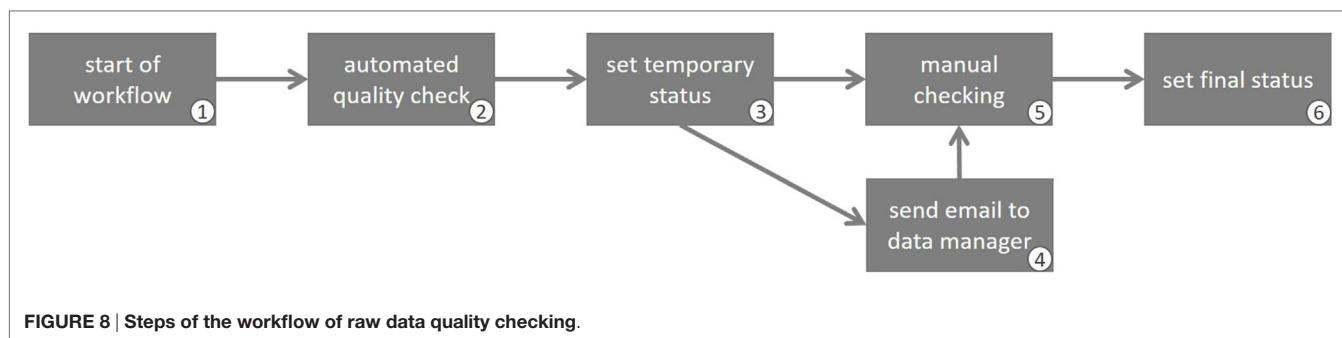 start of
workflow
1
automated
quality check
2
set temporary
status
3
manual
checking
5
set final status
6
send email to
data manager
4
FIGURE 8 | Steps of the workflow of raw data quality checking.